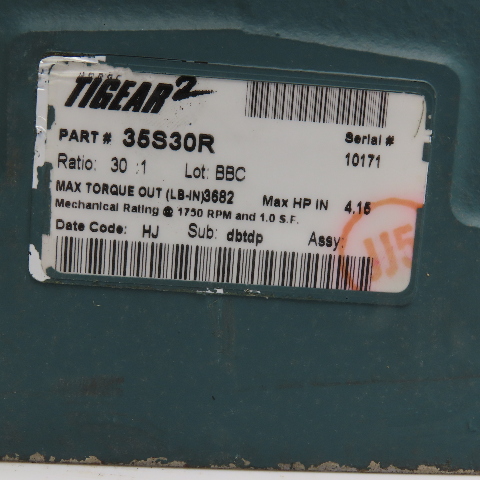 TIGEAR2
PART # 35S30R Serial #
Ratio: 30 :1 Lot: BBC 10171
MAX TORQUE OUT (LB-IN)3682 Max HP IN 4.15
Mechanical Rating @ 1750 RPM and 1.0 S.F.
Date Code: HJ Sub: dbtdp Assy:
JJ5